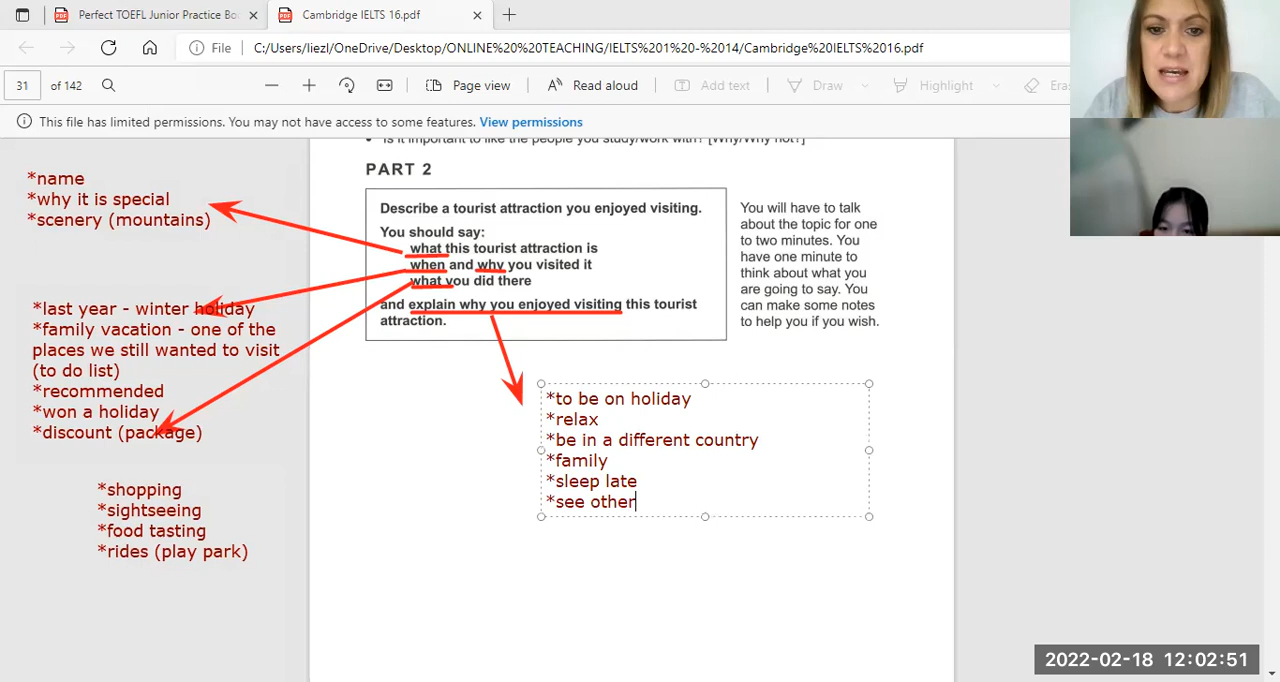 Perfect TOEFL Junior Practice Bo
Cambridge IELTS 16.pdf
File
C:/Users/liezl/OneDrive/Desktop/ONLINE%20%20TEACHING/IELTS%201%20-%2014/Cambridge%20IELTS%2016.pdf
31 of 142
Page view
Read aloud
Add text
Draw
Highlight
Eras
This file has limited permissions. You may not have access to some features. View permissions
• Is it important to like the people you study/work with? [Why/Why not?]
PART 2
Describe a tourist attraction you enjoyed visiting.
You should say:
what this tourist attraction is
when and why you visited it
what you did there
and explain why you enjoyed visiting this tourist
attraction.
You will have to talk
about the topic for one
to two minutes. You
have one minute to
think about what you
are going to say. You
can make some notes
to help you if you wish.
*name
*why it is special
*scenery (mountains)
*last year - winter holiday
*family vacation - one of the
places we still wanted to visit
(to do list)
*recommended
*won a holiday
*discount (package)
*shopping
*sightseeing
*food tasting
*rides (play park)
*to be on holiday
*relax
*be in a different country
*family
*sleep late
*see other
2022-02-18 12:02:51